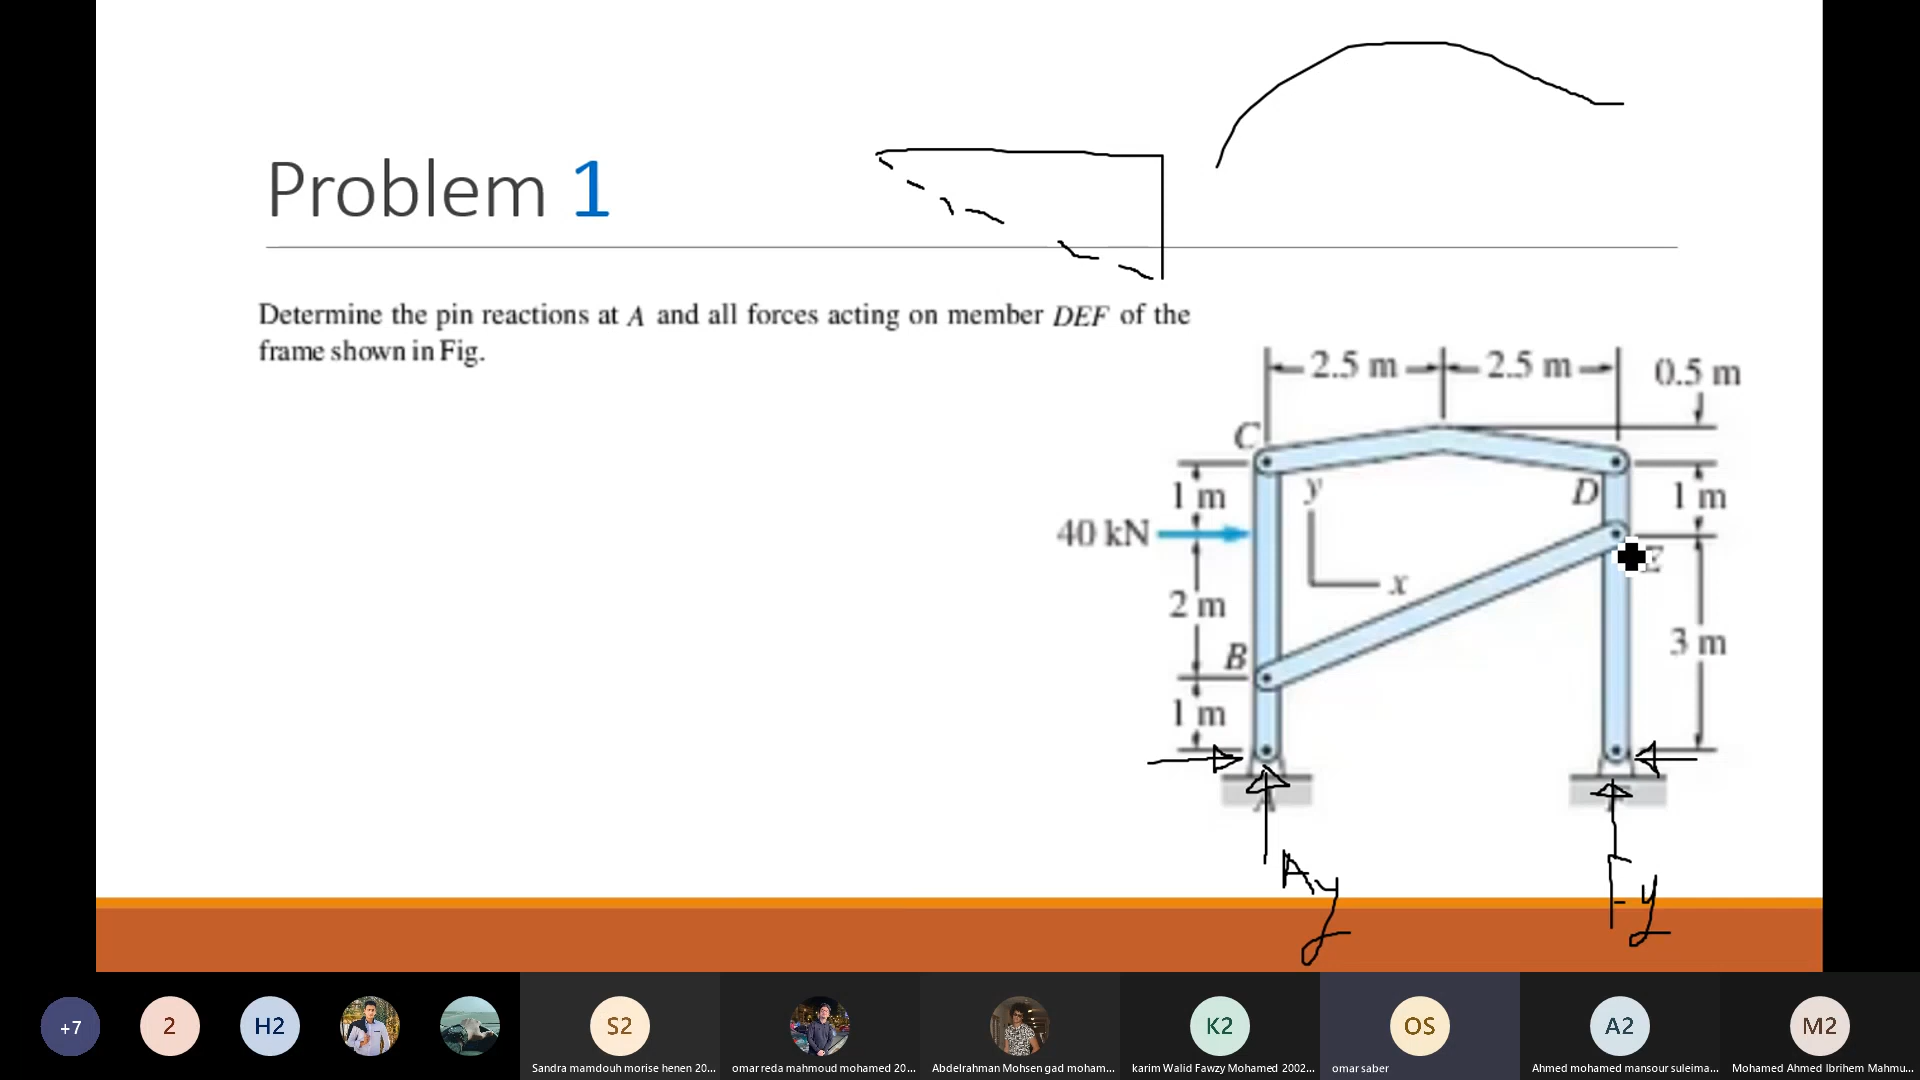 Problem 1
Determine the pin reactions at A and all forces acting on member DEF of the
frame shown in Fig.
2.5 m
2.5 m
0.5 m
C
1 m
y
D
1 m
40 kN
x
E
2 m
3 m
B
1 m
A
Ay
Fy
+7
2
H2
S2
K2
OS
A2
M2
Sandra mamdouh morise henen 20...
omar reda mahmoud mohamed 20...
Abdelrahman Mohsen gad moham...
karim Walid Fawzy Mohamed 2002...
omar saber
Ahmed mohamed mansour suleima...
Mohamed Ahmed Ibrihem Mahmu...